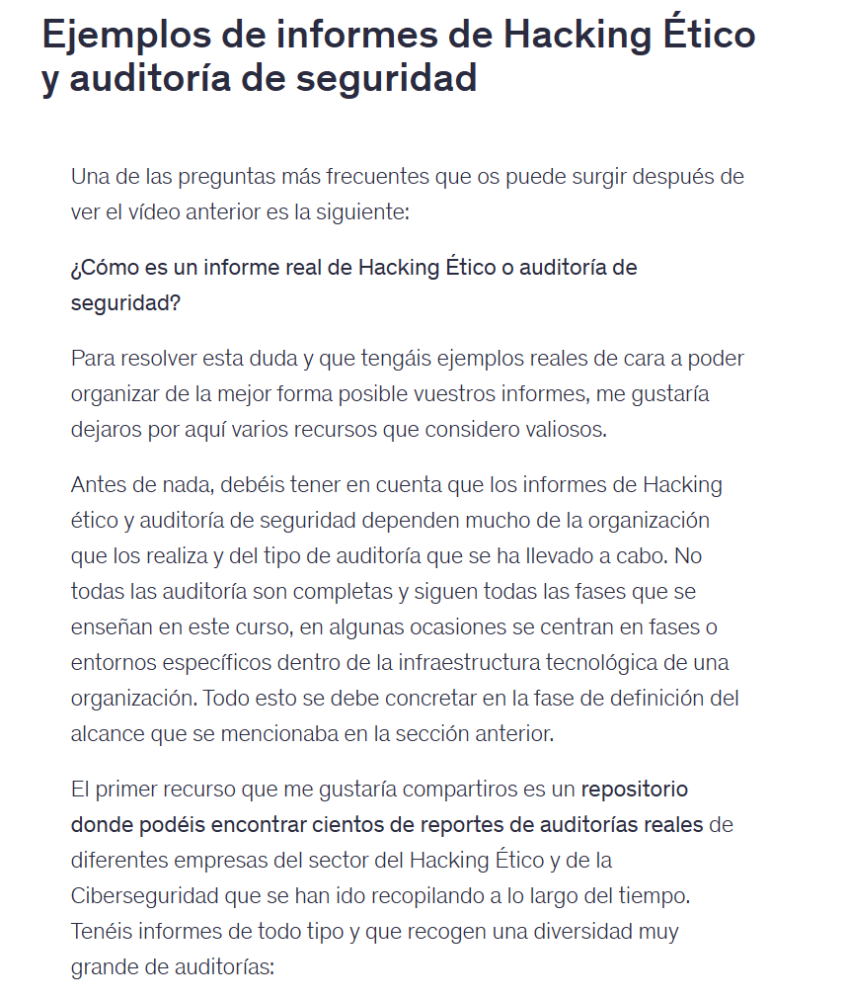 Ejemplos de informes de Hacking Ético
y auditoría de seguridad
Una de las preguntas más frecuentes que os puede surgir después de
ver el vídeo anterior es la siguiente:
¿Cómo es un informe real de Hacking Ético o auditoría de
seguridad?
Para resolver esta duda y que tengáis ejemplos reales de cara a poder
organizar de la mejor forma posible vuestros informes, me gustaría
dejaros por aquí varios recursos que considero valiosos.
Antes de nada, debéis tener en cuenta que los informes de Hacking
ético y auditoría de seguridad dependen mucho de la organización
que los realiza y del tipo de auditoría que se ha llevado a cabo. No
todas las auditoría son completas y siguen todas las fases que se
enseñan en este curso, en algunas ocasiones se centran en fases o
entornos específicos dentro de la infraestructura tecnológica de una
organización. Todo esto se debe concretar en la fase de definición del
alcance que se mencionaba en la sección anterior.
El primer recurso que me gustaría compartiros es un repositorio
donde podéis encontrar cientos de reportes de auditorías reales de
diferentes empresas del sector del Hacking Ético y de la
Ciberseguridad que se han ido recopilando a lo largo del tiempo.
Tenéis informes de todo tipo y que recogen una diversidad muy
grande de auditorías: